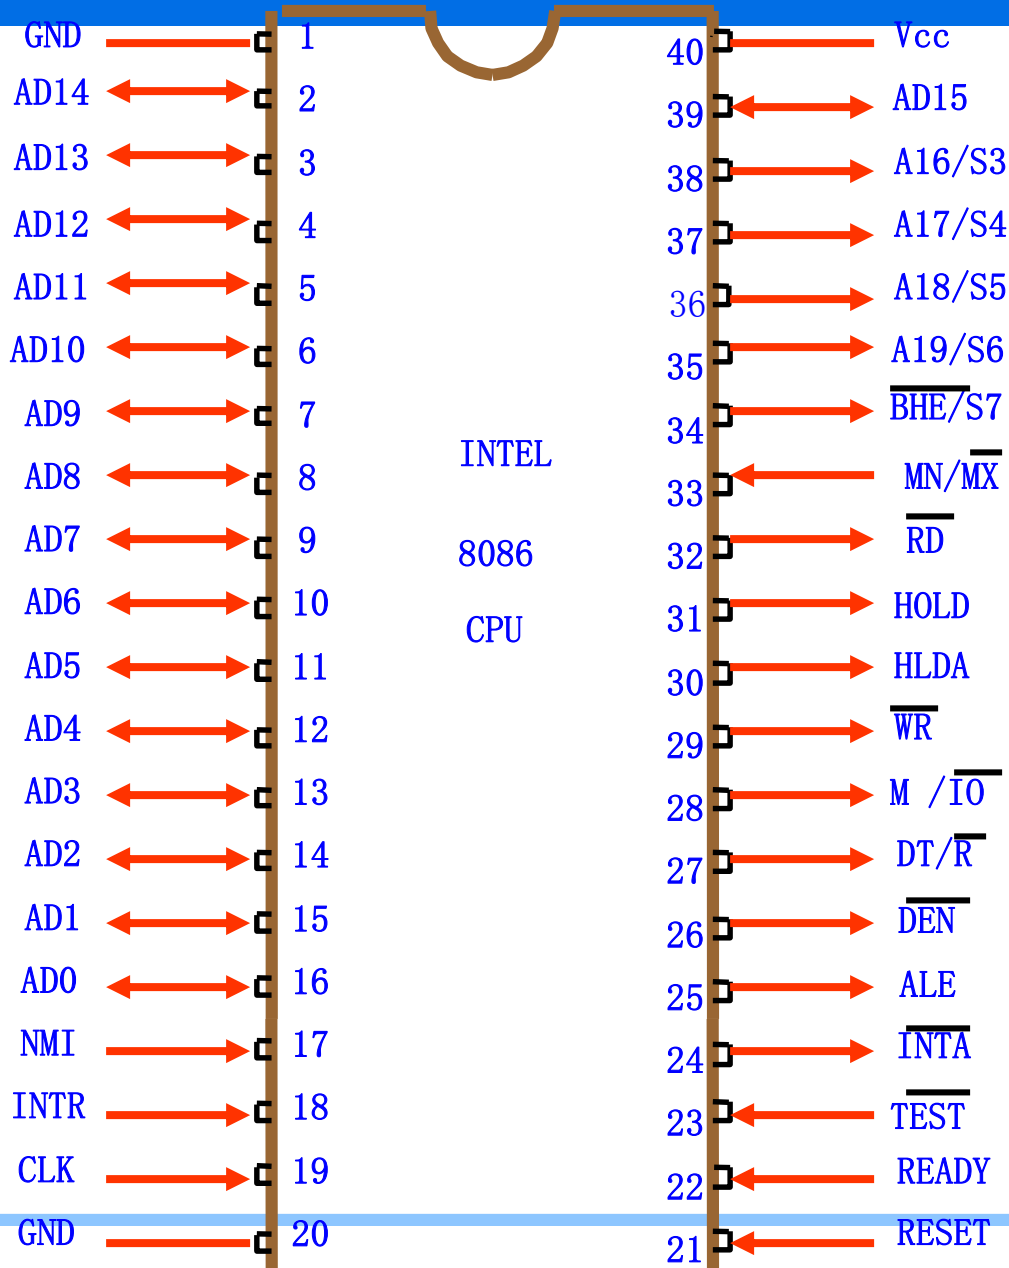 GND 1 40 Vcc
AD14 2 39 AD15
AD13 3 38 A16/S3
AD12 4 37 A17/S4
AD11 5 36 A18/S5
AD10 6 35 A19/S6
AD9 7 34 BHE/S7
AD8 8 INTEL 33 MN/MX
AD7 9 8086 32 RD
AD6 10 CPU 31 HOLD
AD5 11 30 HLDA
AD4 12 29 WR
AD3 13 28 M /IO
AD2 14 27 DT/R
AD1 15 26 DEN
AD0 16 25 ALE
NMI 17 24 INTA
INTR 18 23 TEST
CLK 19 22 READY
GND 20 21 RESET